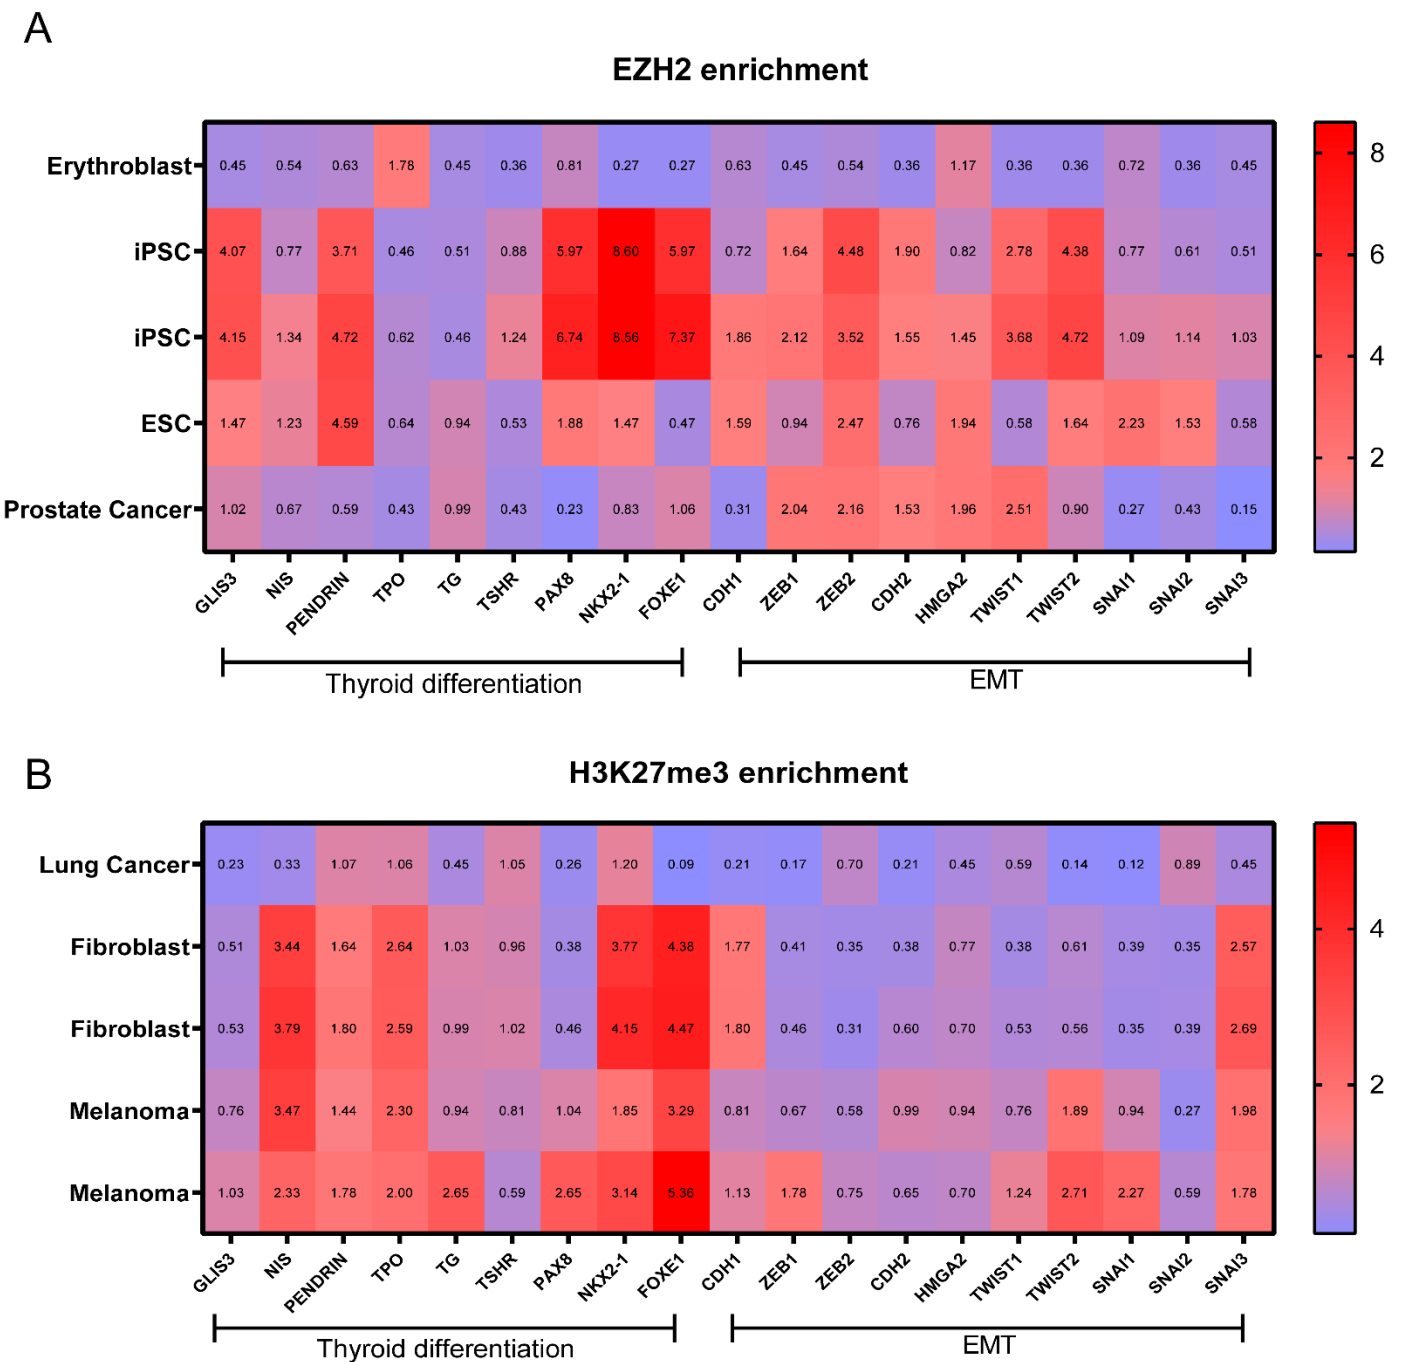 A
EZH2 enrichment
Erythroblast 0.45 0.54 0.63 1.78 0.45 0.36 0.81 0.27 0.27 0.63 0.45 0.54 0.36 1.17 0.36 0.36 0.72 0.36 0.45
iPSC 4.07 0.77 3.71 0.46 0.51 0.88 5.97 8.60 5.97 0.72 1.64 4.48 1.90 0.82 2.78 4.38 0.77 0.61 0.51
iPSC 4.15 1.34 4.72 0.62 0.46 1.24 6.74 8.56 7.37 1.86 2.12 3.52 1.55 1.45 3.68 4.72 1.09 1.14 1.03
ESC 1.47 1.23 4.59 0.64 0.94 0.53 1.88 1.47 0.47 1.59 0.94 2.47 0.76 1.94 0.58 1.64 2.23 1.53 0.58
Prostate Cancer 1.02 0.67 0.59 0.43 0.99 0.43 0.23 0.83 1.06 0.31 2.04 2.16 1.53 1.96 2.51 0.90 0.27 0.43 0.15
8
6
4
2
GLIS3 NIS PENDRIN TPO TG TSHR PAX8 NKX2-1 FOXE1 CDH1 ZEB1 ZEB2 CDH2 HMGA2 TWIST1 TWIST2 SNAI1 SNAI2 SNAI3
Thyroid differentiation EMT
B
H3K27me3 enrichment
Lung Cancer 0.23 0.33 1.07 1.06 0.45 1.05 0.26 1.20 0.09 0.21 0.17 0.70 0.21 0.45 0.59 0.14 0.12 0.89 0.45
Fibroblast 0.51 3.44 1.64 2.64 1.03 0.96 0.38 3.77 4.38 1.77 0.41 0.35 0.38 0.77 0.38 0.61 0.39 0.35 2.57
Fibroblast 0.53 3.79 1.80 2.59 0.99 1.02 0.46 4.15 4.47 1.80 0.46 0.31 0.60 0.70 0.53 0.56 0.35 0.39 2.69
Melanoma 0.76 3.47 1.44 2.30 0.94 0.81 1.04 1.85 3.29 0.81 0.67 0.58 0.99 0.94 0.76 1.89 0.94 0.27 1.98
Melanoma 1.03 2.33 1.78 2.00 2.65 0.59 2.65 3.14 5.36 1.13 1.78 0.75 0.65 0.70 1.24 2.71 2.27 0.59 1.78
4
2
GLIS3 NIS PENDRIN TPO TG TSHR PAX8 NKX2-1 FOXE1 CDH1 ZEB1 ZEB2 CDH2 HMGA2 TWIST1 TWIST2 SNAI1 SNAI2 SNAI3
Thyroid differentiation EMT